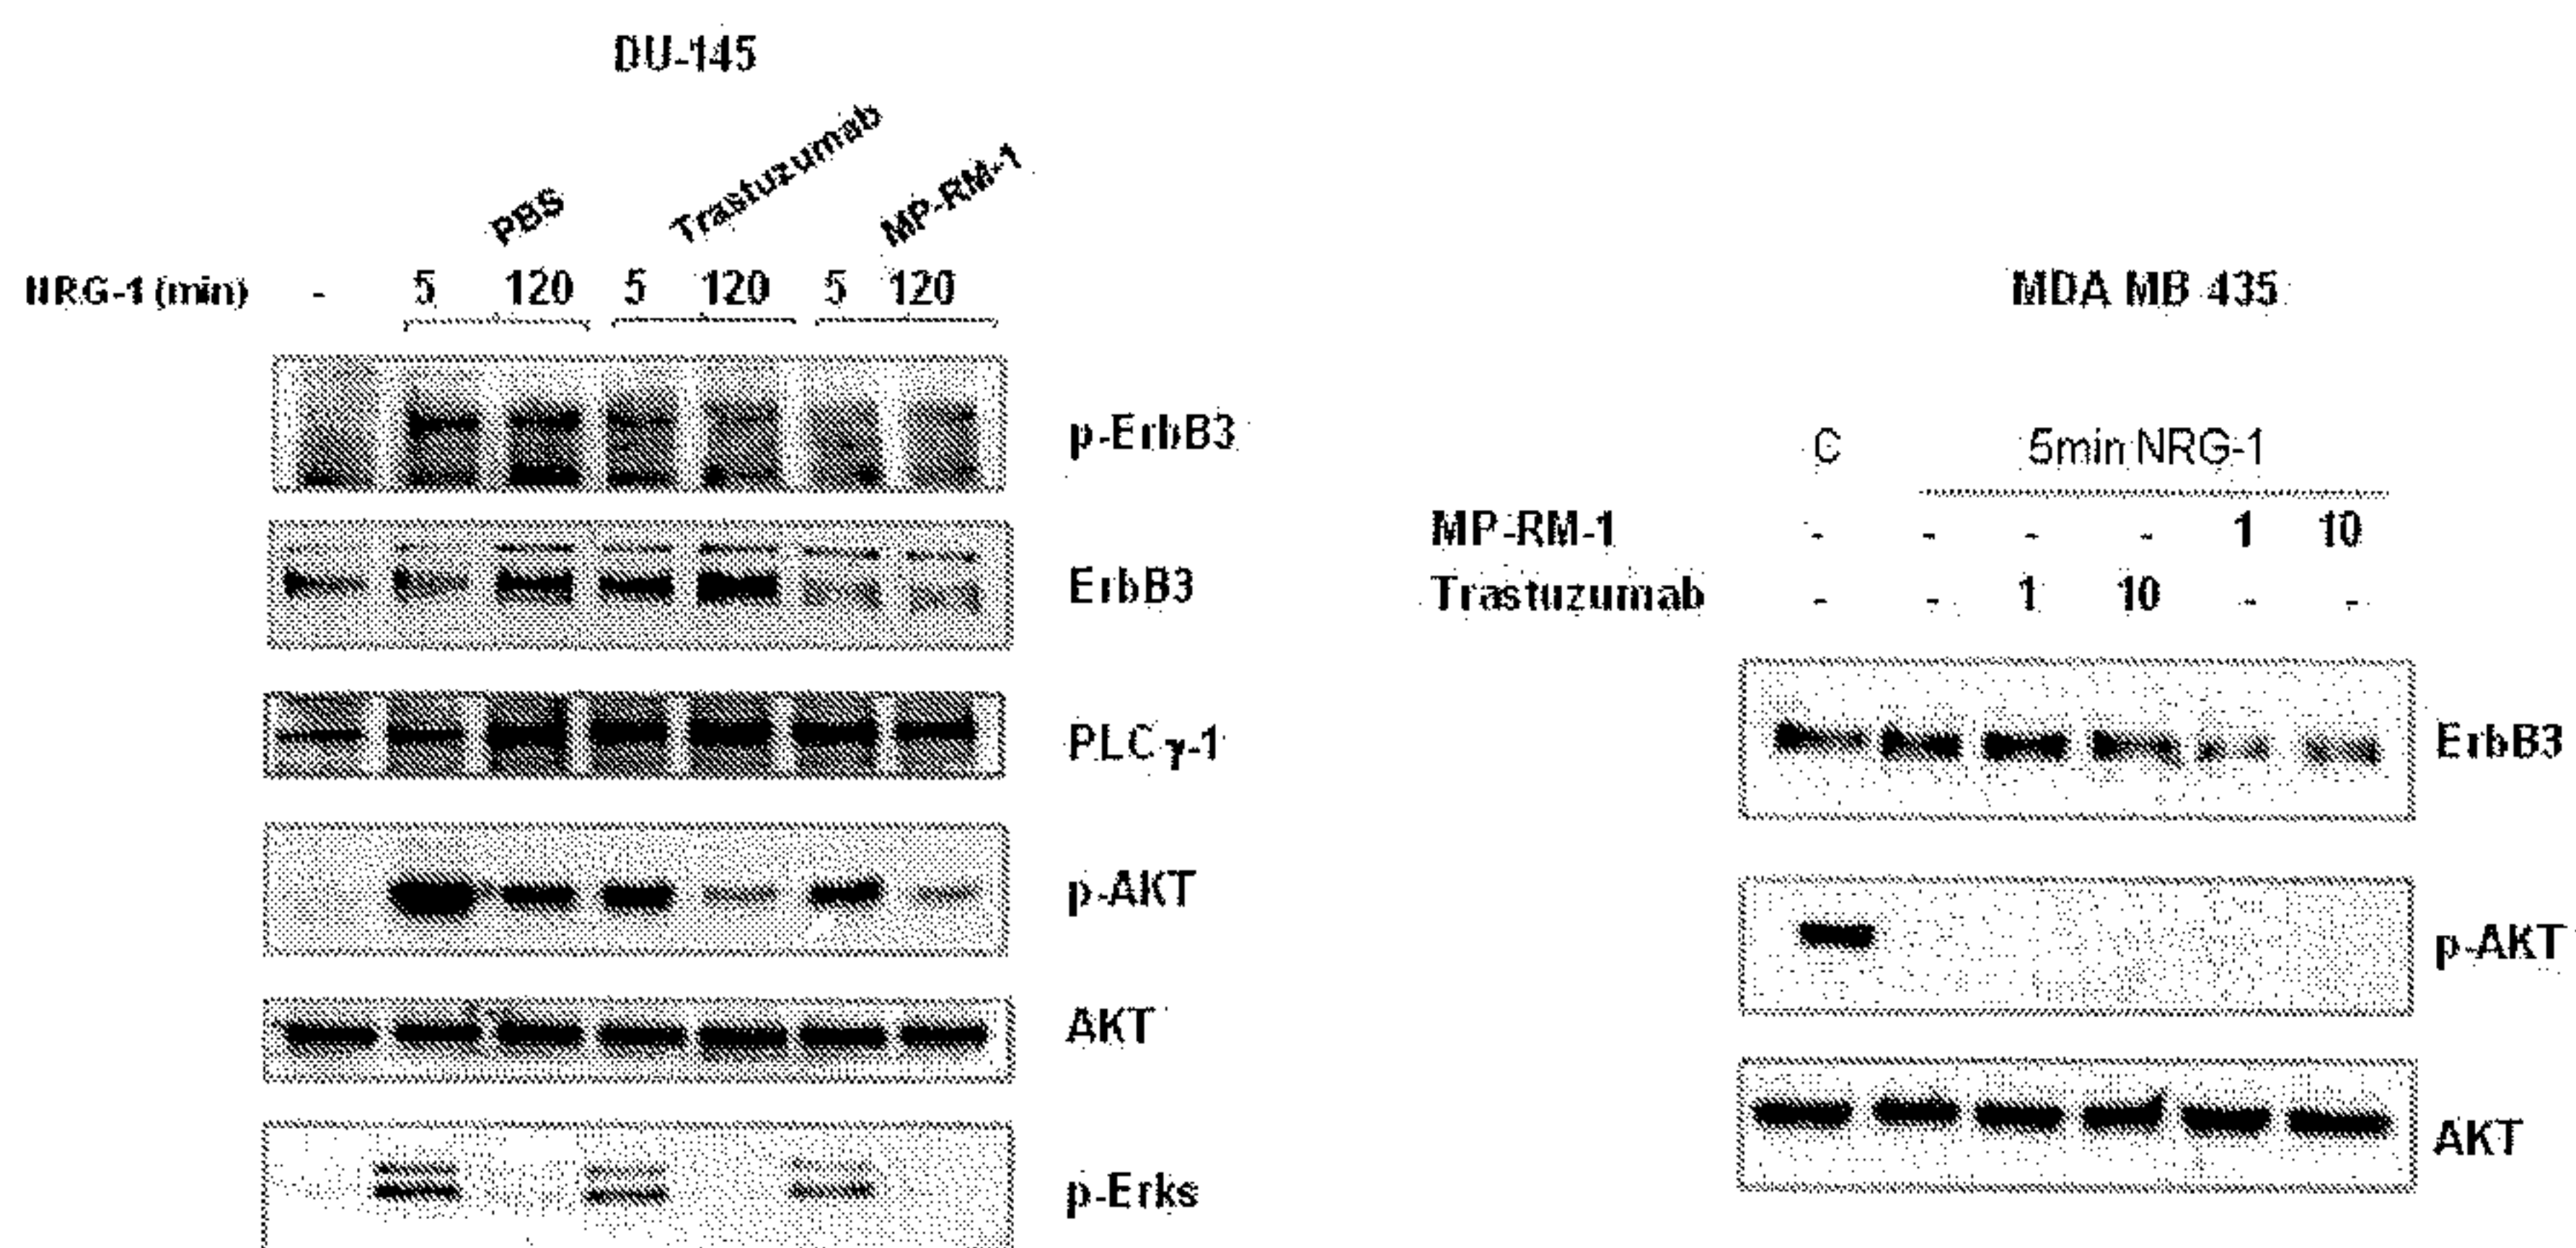 DU-145
PBS Trastuzumab MP-RM-1
NRG-1 (min) - 5 120 5 120 5 120
p-ErbB3
ErbB3
PLCγ-1
p-AKT
AKT
p-Erks
MDA MB 435
C 5min NRG-1
MP-RM-1 - - - - 1 10
Trastuzumab - - 1 10 - -
ErbB3
p-AKT
AKT